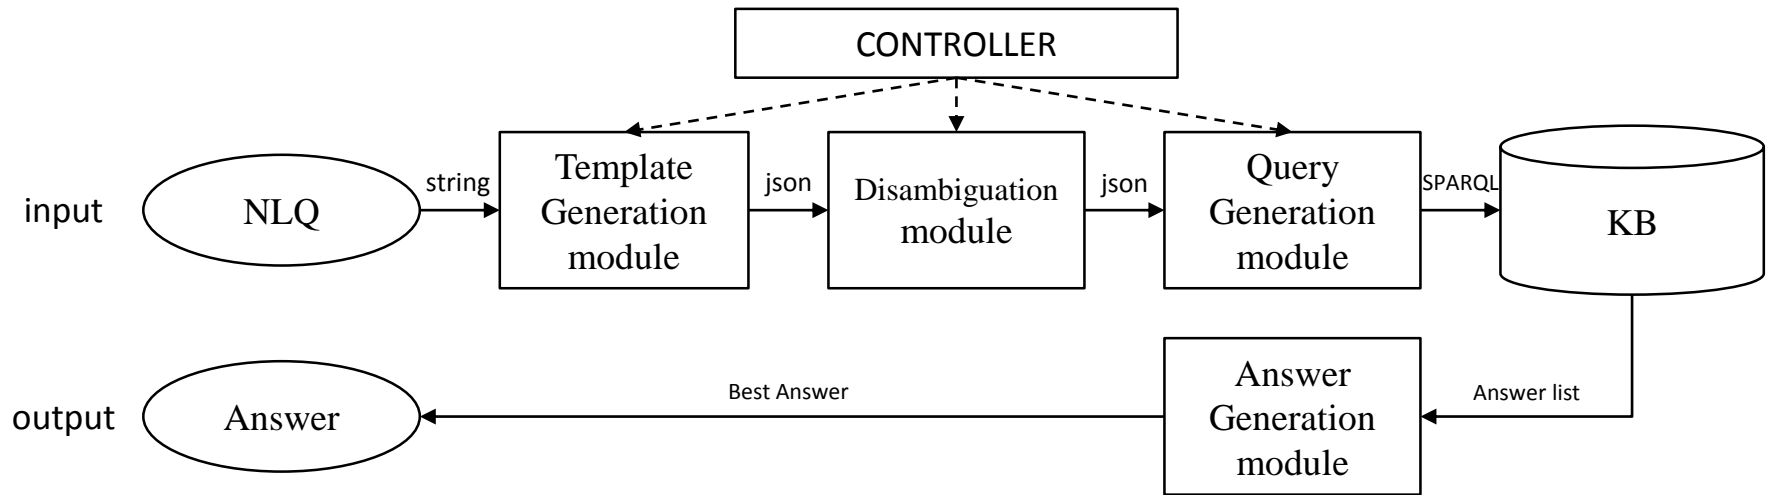 CONTROLLER
input
NLQ
string
Template
Generation
module
json
Disambiguation
module
json
Query
Generation
module
SPARQL
KB
output
Answer
Best Answer
Answer
Generation
module
Answer list